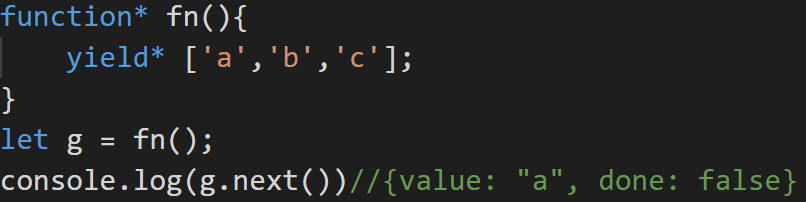 function* fn(){
    yield* ['a','b','c'];
}
let g = fn();
console.log(g.next())//{value: "a", done: false}